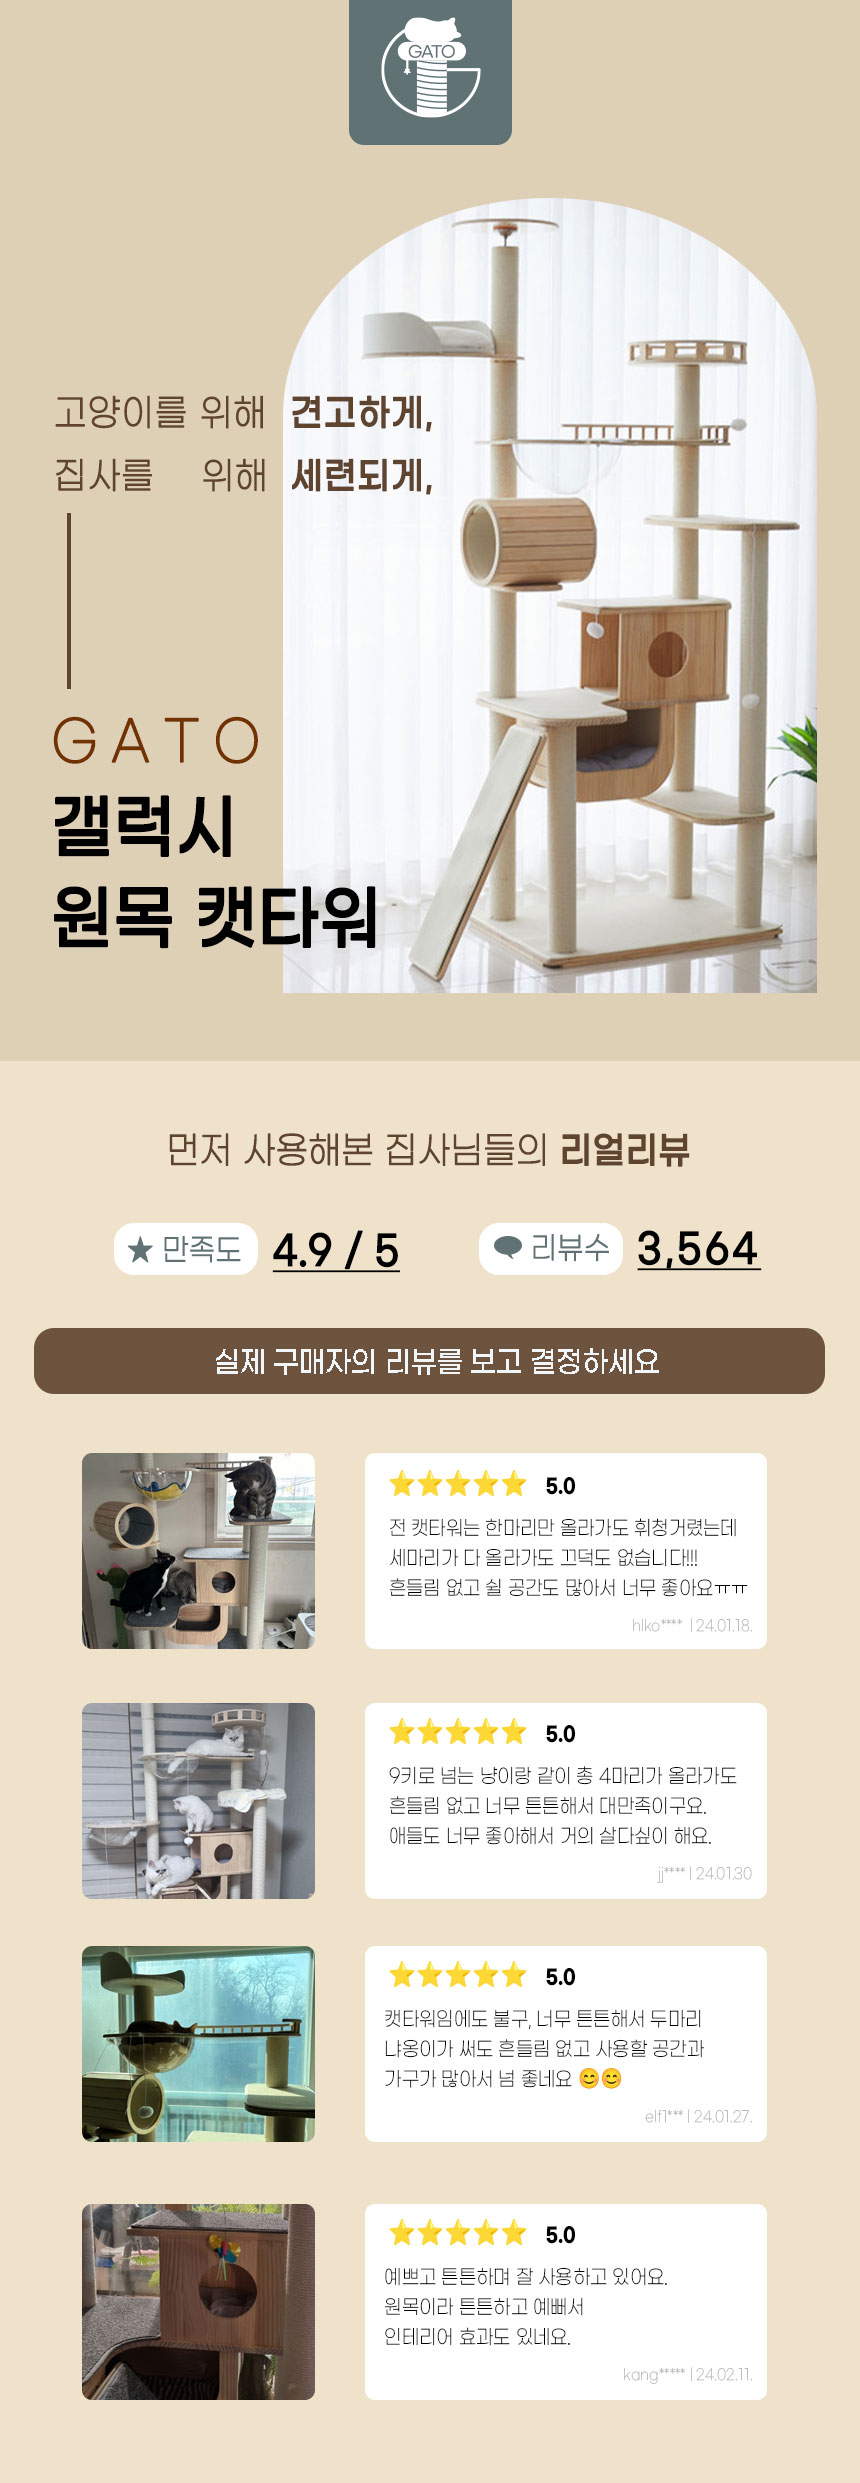 GATO
고양이를 위해 견고하게,
집사를 위해 세련되게,
GATO
갤럭시
원목 캣타워
먼저 사용해본 집사님들의 리얼리뷰
★ 만족도 4.9 / 5
리뷰수 3,564
실제 구매자의 리뷰를 보고 결정하세요
⭐⭐⭐⭐⭐ 5.0
전 캣타워는 한마리만 올라가도 휘청거렸는데
세마리가 다 올라가도 끄덕도 없습니다!!!
흔들림 없고 쉴 공간도 많아서 너무 좋아요ㅠㅠ
hlko**** | 24.01.18.
⭐⭐⭐⭐⭐ 5.0
9키로 넘는 냥이랑 같이 총 4마리가 올라가도
흔들림 없고 너무 튼튼해서 대만족이구요.
애들도 너무 좋아해서 거의 살다싶이 해요.
jj**** | 24.01.30
⭐⭐⭐⭐⭐ 5.0
캣타워임에도 불구, 너무 튼튼해서 두마리
냐옹이가 써도 흔들림 없고 사용할 공간과
가구가 많아서 넘 좋네요 😊😊
elf1*** | 24.01.27.
⭐⭐⭐⭐⭐ 5.0
예쁘고 튼튼하며 잘 사용하고 있어요.
원목이라 튼튼하고 예뻐서
인테리어 효과도 있네요.
kang***** | 24.02.11.